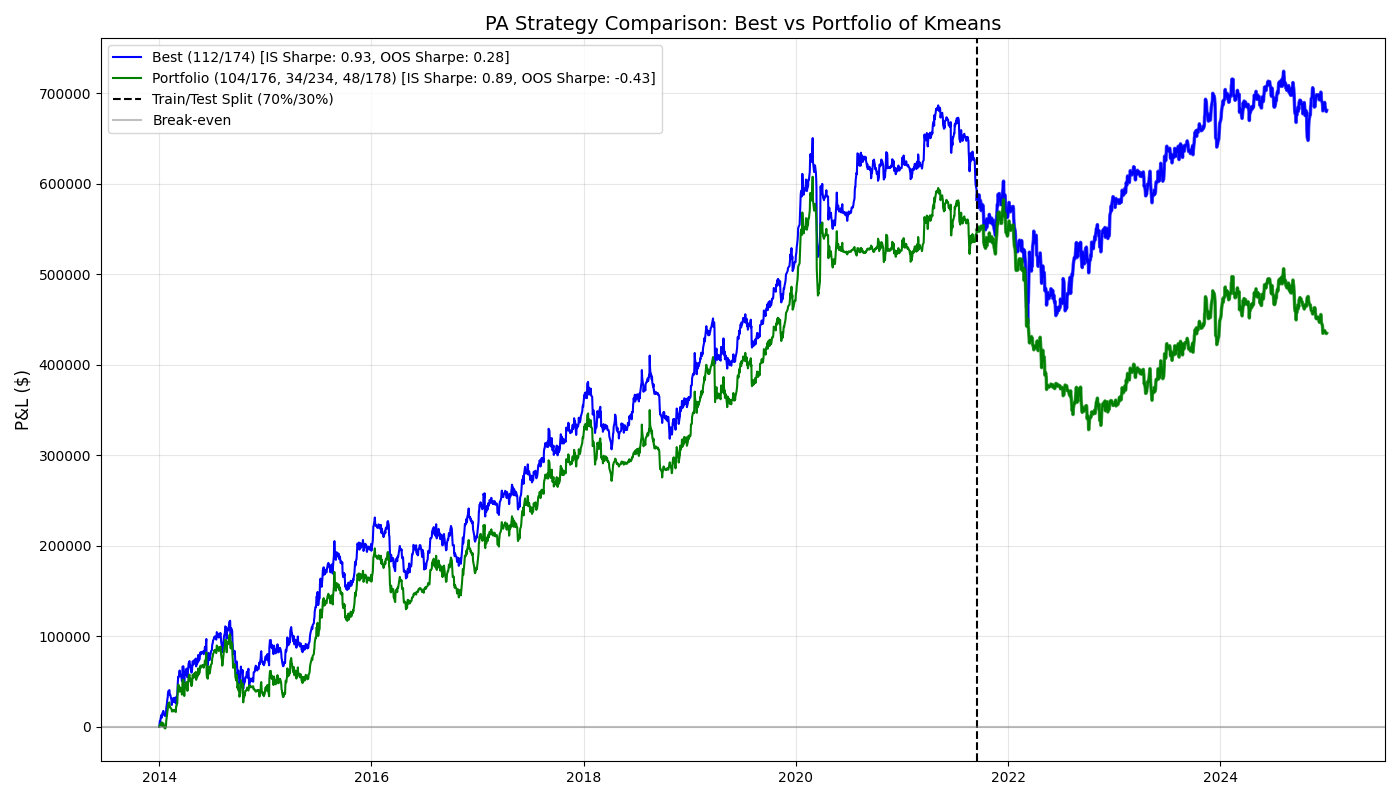 PA Strategy Comparison: Best vs Portfolio of Kmeans
Best (112/174) [IS Sharpe: 0.93, OOS Sharpe: 0.28]
Portfolio (104/176, 34/234, 48/178) [IS Sharpe: 0.89, OOS Sharpe: -0.43]
Train/Test Split (70%/30%)
Break-even
P&L ($)
700000
600000
500000
400000
300000
200000
100000
0
2014 2016 2018 2020 2022 2024